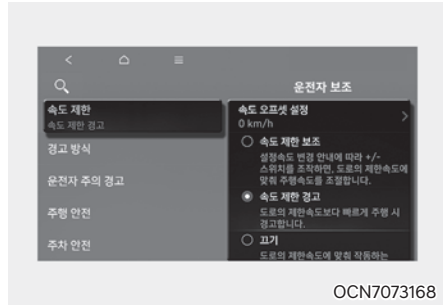 운전자 보조
속도 제한
속도 제한 경고
경고 방식
운전자 주의 경고
주행 안전
주차 안전
속도 오프셋 설정
0 km/h
속도 제한 보조
설정속도 변경 안내에 따라 +/-
스위치를 조작하면, 도로의 제한속도에
맞춰 주행속도를 조절합니다.
속도 제한 경고
도로의 제한속도보다 빠르게 주행 시
경고합니다.
끄기
도로의 제한속도에 맞춰 작동하는
OCN7073168